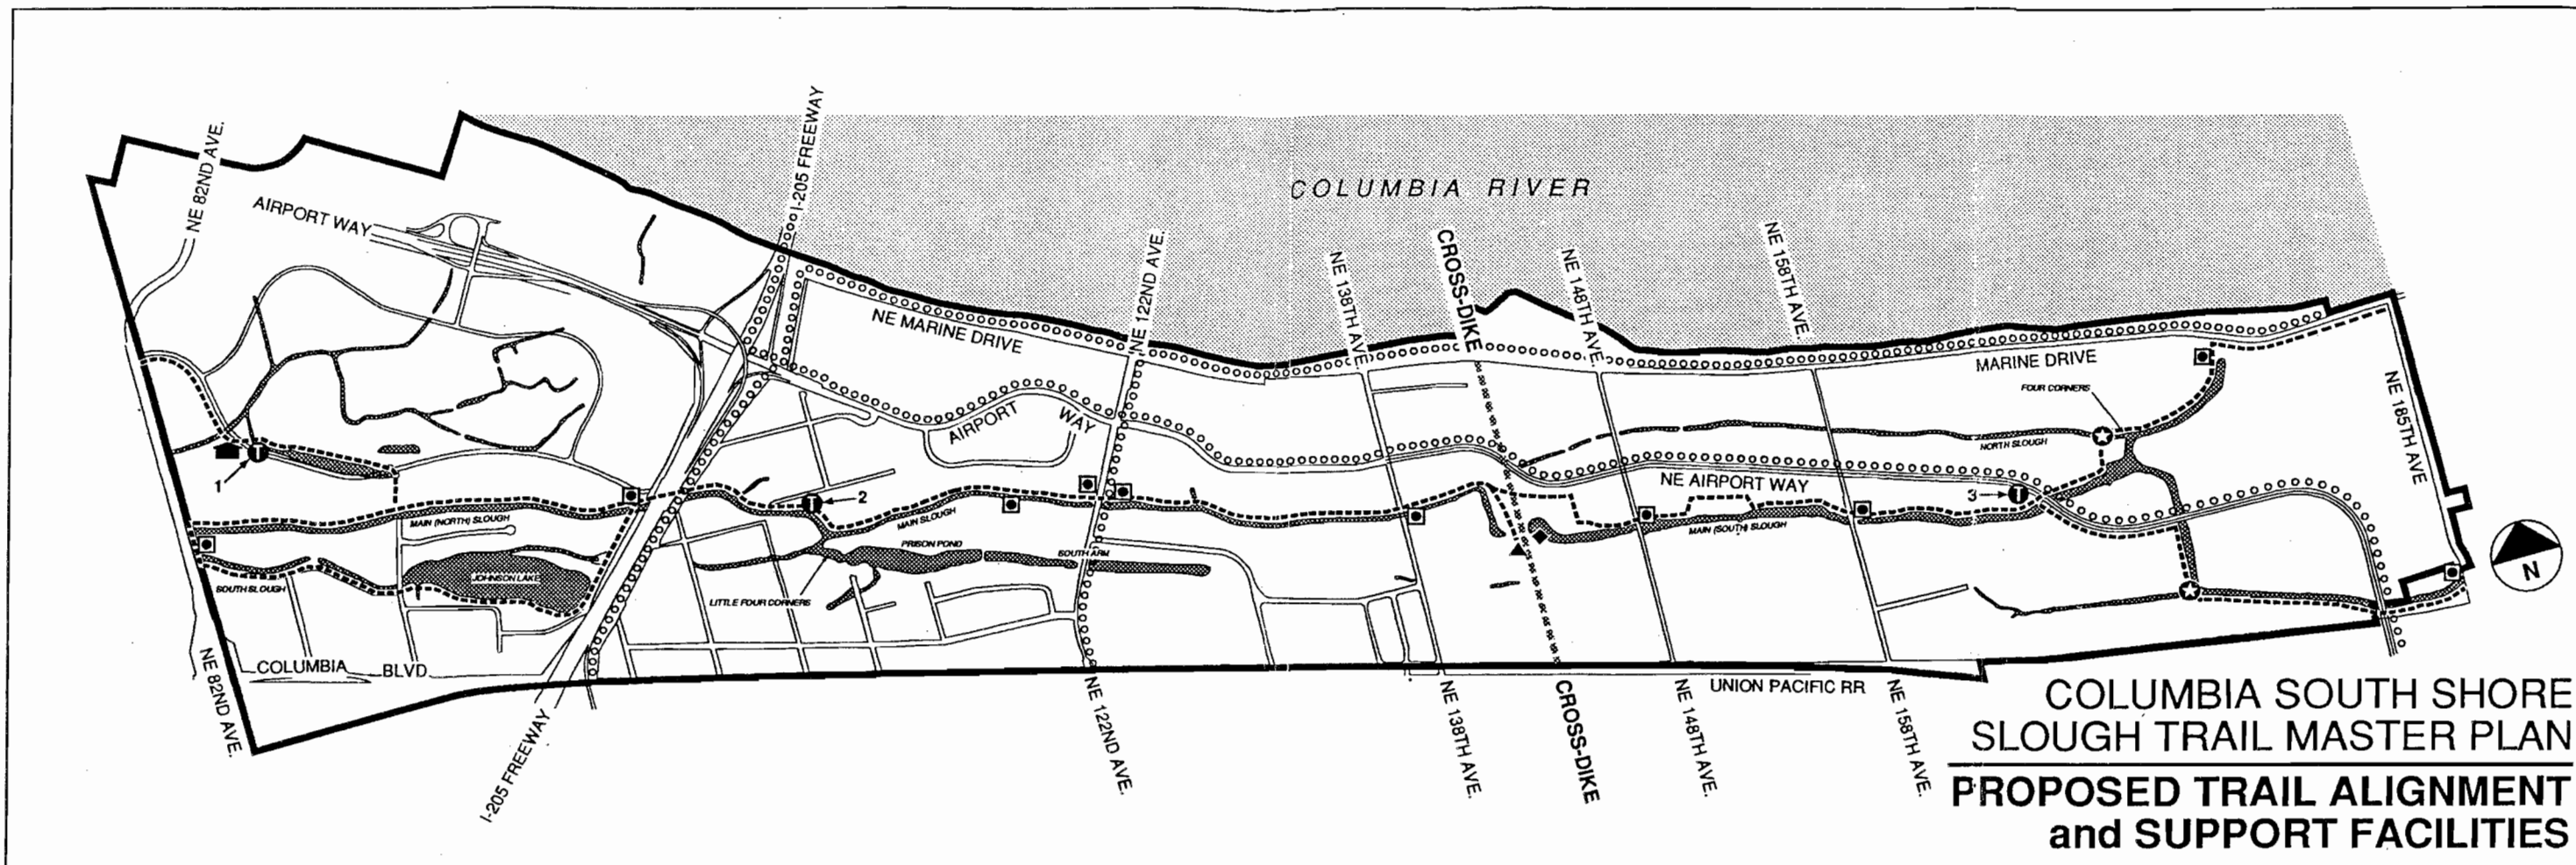 NE 82ND AVE.
I-205 FREEWAY
AIRPORT WAY
COLUMBIA RIVER
NE 122ND AVE.
NE 138TH AVE.
CROSS-DIKE
NE 148TH AVE.
NE 158TH AVE.
NE MARINE DRIVE
MARINE DRIVE
FOUR CORNERS
NE 185TH AVE
AIRPORT WAY
NORTH SLOUGH
1
T
T
2
NE AIRPORT WAY
3
T
MAIN (NORTH) SLOUGH
MAIN SLOUGH
MAIN (SOUTH) SLOUGH
PRISON POND
SOUTH ARM
JOHNSON LAKE
SOUTH SLOUGH
LITTLE FOUR CORNERS
N
COLUMBIA BLVD
NE 82ND AVE.
I-205 FREEWAY
NE 122ND AVE.
NE 138TH AVE.
CROSS-DIKE
NE 148TH AVE.
UNION PACIFIC RR
NE 158TH AVE.
COLUMBIA SOUTH SHORE
SLOUGH TRAIL MASTER PLAN
PROPOSED TRAIL ALIGNMENT
and SUPPORT FACILITIES